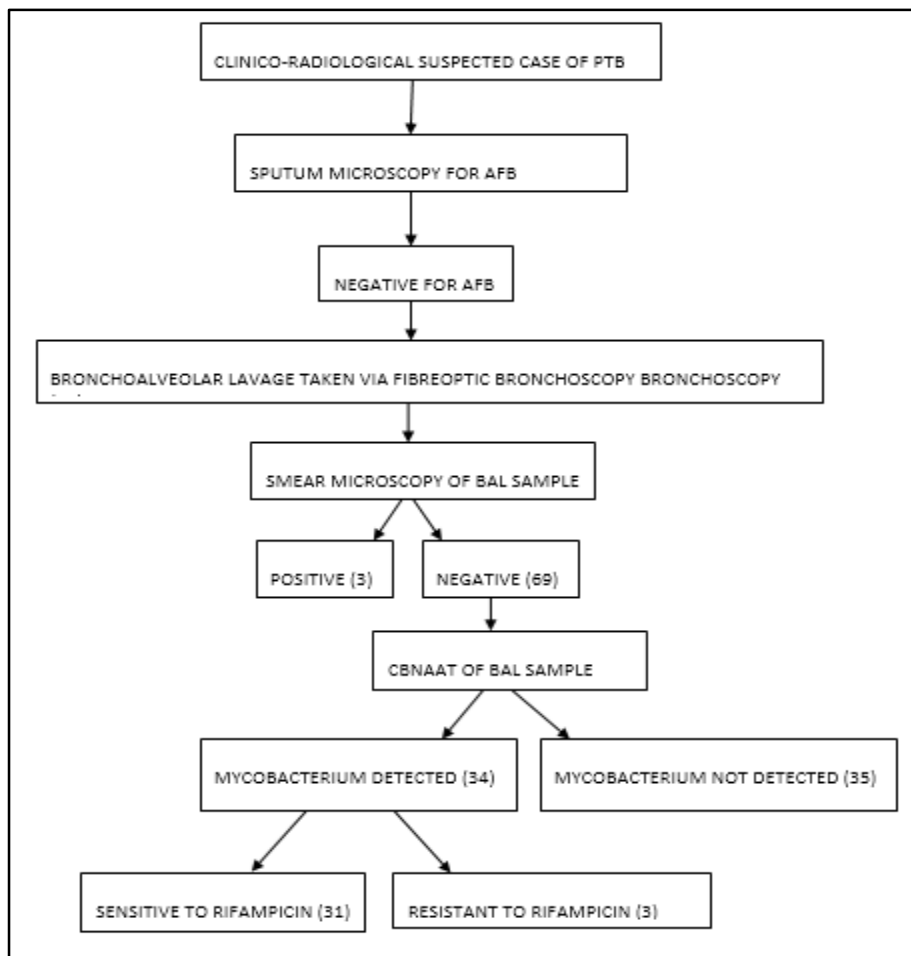 CLINICO-RADIOLOGICAL SUSPECTED CASE OF PTB
SPUTUM MICROSCOPY FOR AFB
NEGATIVE FOR AFB
BRONCHOALVEOLAR LAVAGE TAKEN VIA FIBREOPTIC BRONCHOSCOPY BRONCHOSCOPY
SMEAR MICROSCOPY OF BAL SAMPLE
POSITIVE (3)
NEGATIVE (69)
CBNAAT OF BAL SAMPLE
MYCOBACTERIUM DETECTED (34)
MYCOBACTERIUM NOT DETECTED (35)
SENSITIVE TO RIFAMPICIN (31)
RESISTANT TO RIFAMPICIN (3)